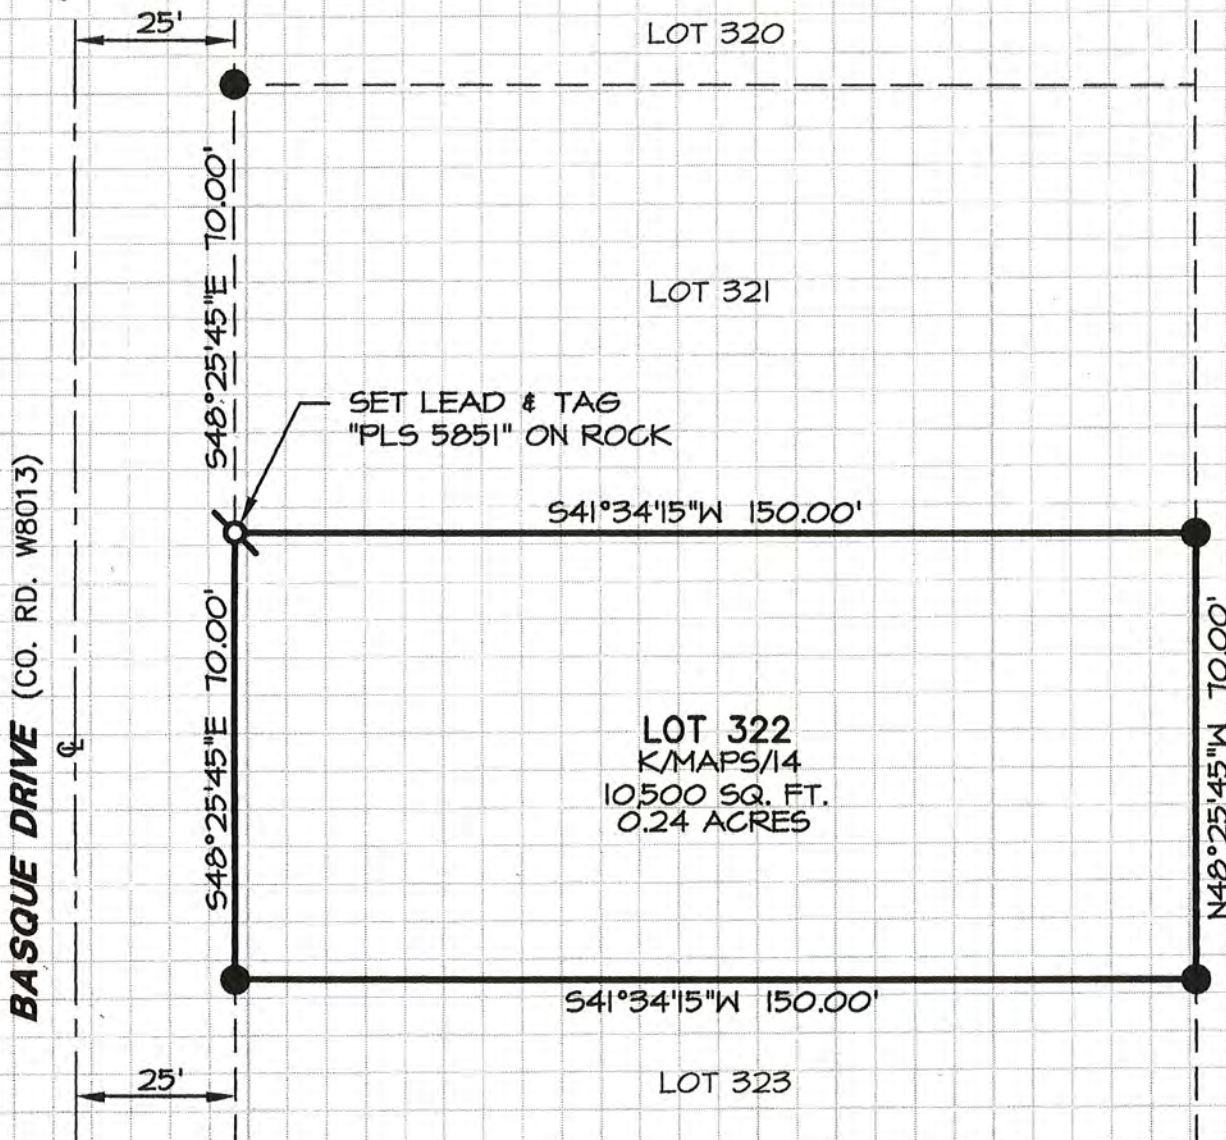 25'
LOT 320
S48°25'45"E 70.00'
LOT 321
SET LEAD & TAG
"PLS 5851" ON ROCK
S41°34'15"W 150.00'
BASQUE DRIVE (CO. RD. W8013)
℄
S48°25'45"E 70.00'
LOT 322
K/MAPS/14
10,500 SQ. FT.
0.24 ACRES
N48°25'45"W 70.00'
S41°34'15"W 150.00'
25'
LOT 323